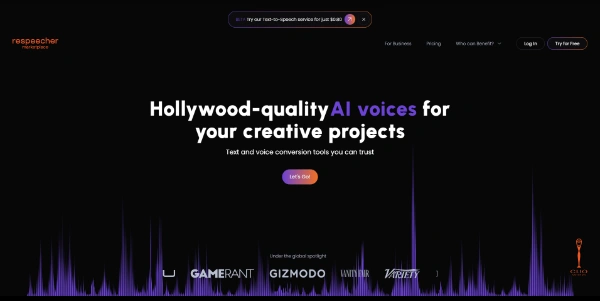 Try our Text-to-Speech service for just $0.80
respeecher
marketplace
For Business
Pricing
Who can Benefit?
Log In
Try for Free
Hollywood-quality AI voices for
your creative projects
Text and voice conversion tools you can trust
Let's Go!
Under the global spotlight
GAMERANT
GIZMODO
VANITY FAIR
VARIETY